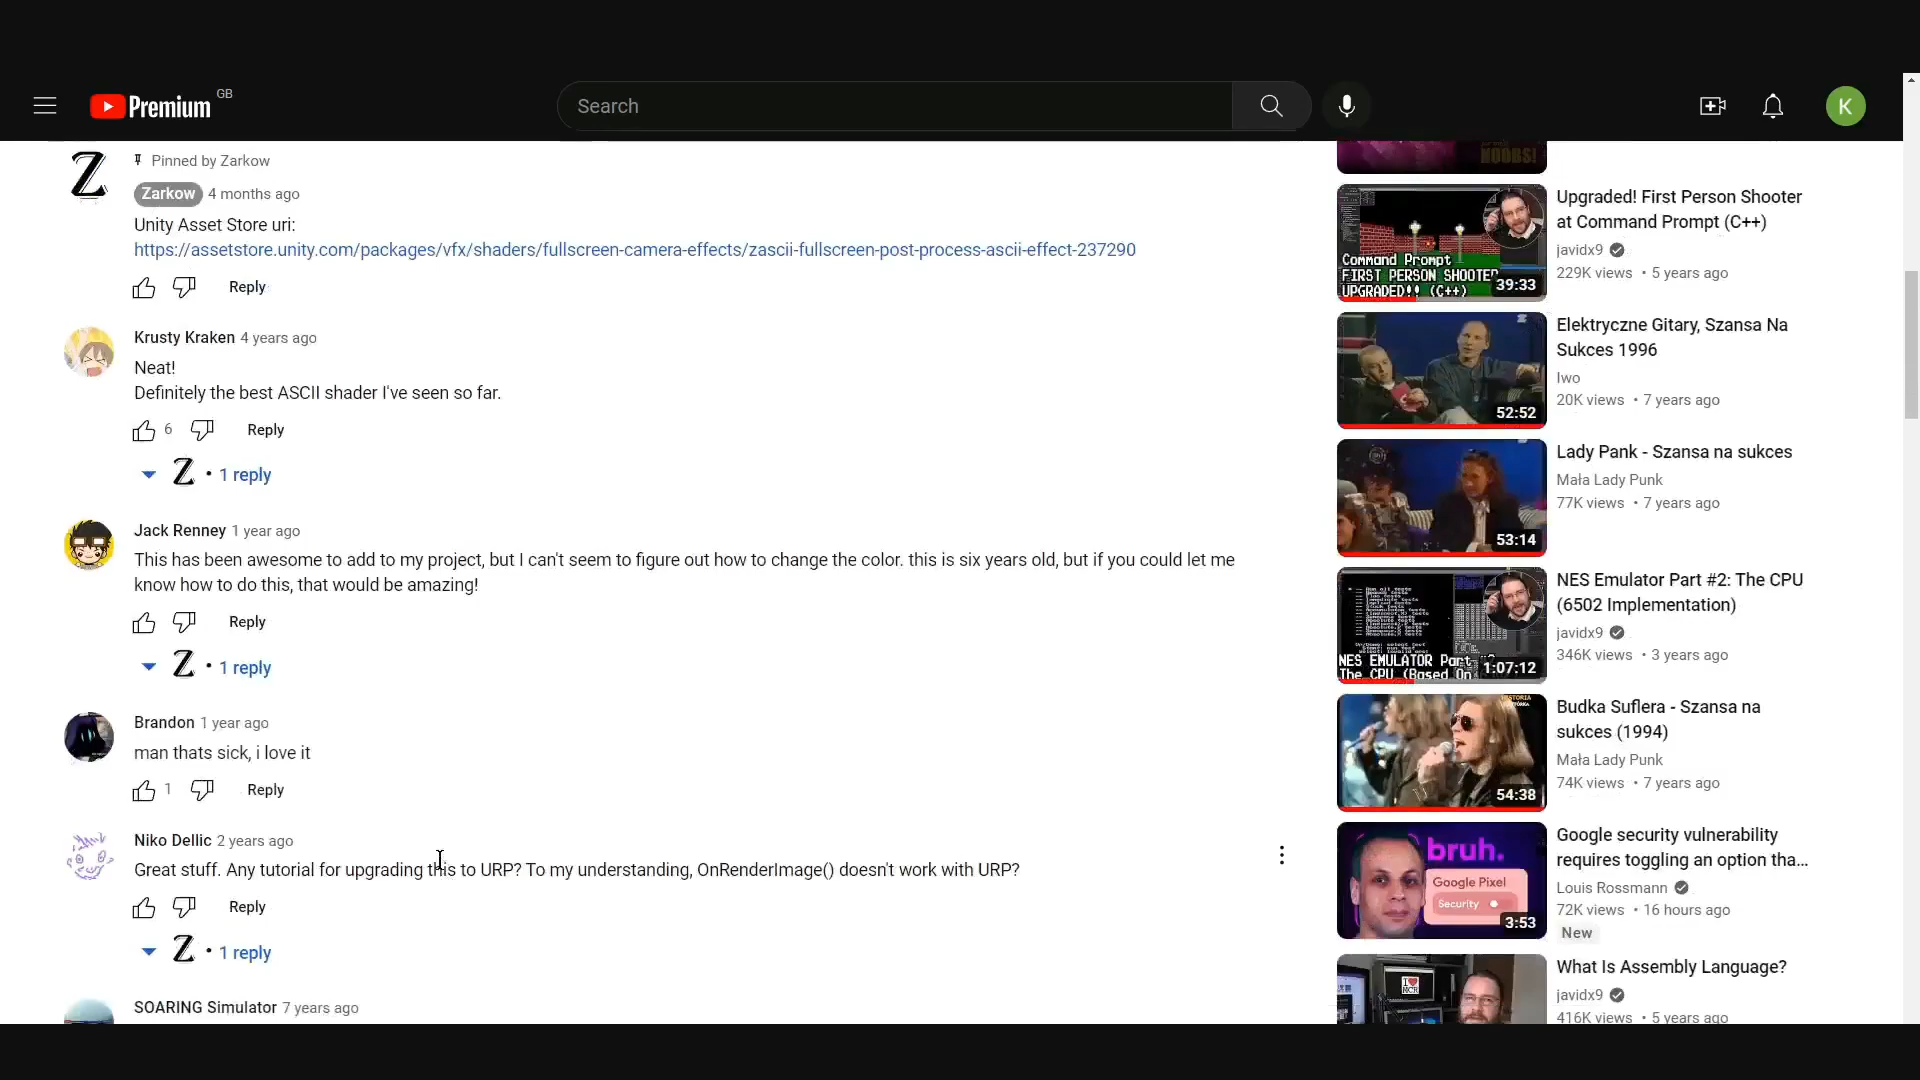 Premium GB
Search
K
Pinned by Zarkow
Zarkow 4 months ago
Unity Asset Store uri:
https://assetstore.unity.com/packages/vfx/shaders/fullscreen-camera-effects/zascii-fullscreen-post-process-ascii-effect-237290
Reply
Krusty Kraken 4 years ago
Neat!
Definitely the best ASCII shader I've seen so far.
6 Reply
Z • 1 reply
Jack Renney 1 year ago
This has been awesome to add to my project, but I can't seem to figure out how to change the color. this is six years old, but if you could let me
know how to do this, that would be amazing!
Reply
Z • 1 reply
Brandon 1 year ago
man thats sick, i love it
1 Reply
Niko Dellic 2 years ago
Great stuff. Any tutorial for upgrading this to URP? To my understanding, OnRenderImage() doesn't work with URP?
Reply
Z • 1 reply
SOARING Simulator 7 years ago
NOOBS!
Command Prompt
FIRST PERSON SHOOTER
UPGRADED!! (C++)
39:33
Upgraded! First Person Shooter
at Command Prompt (C++)
javidx9
229K views • 5 years ago
52:52
Elektryczne Gitary, Szansa Na
Sukces 1996
Iwo
20K views • 7 years ago
53:14
Lady Pank - Szansa na sukces
Mała Lady Punk
77K views • 7 years ago
NES EMULATOR Part
The CPU (Based On
1:07:12
NES Emulator Part #2: The CPU
(6502 Implementation)
javidx9
346K views • 3 years ago
54:38
Budka Suflera - Szansa na
sukces (1994)
Mała Lady Punk
74K views • 7 years ago
bruh.
Google Pixel
Security
3:53
Google security vulnerability
requires toggling an option tha...
Louis Rossmann
72K views • 16 hours ago
New
What Is Assembly Language?
javidx9
416K views • 5 years ago